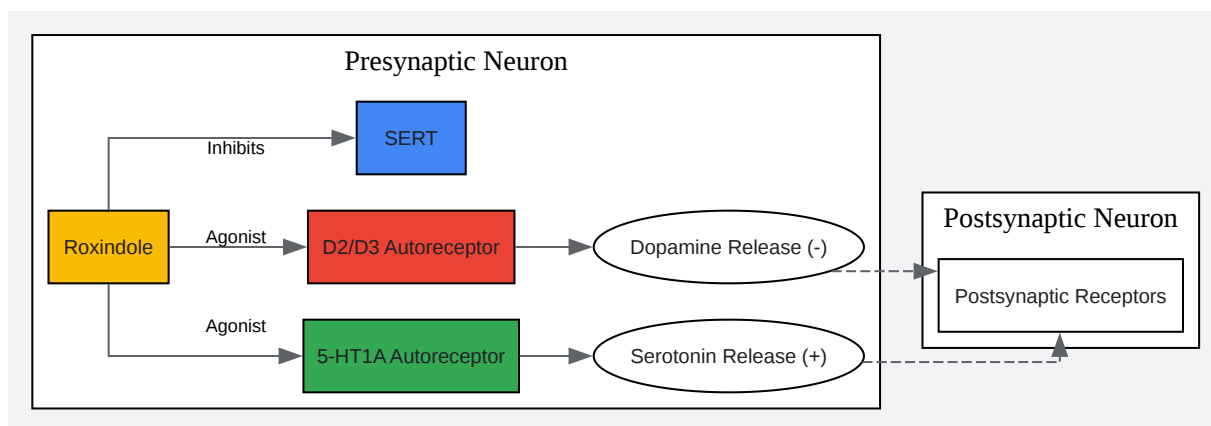 Presynaptic Neuron
SERT
Inhibits
Roxindole
Agonist
D2/D3 Autoreceptor
Dopamine Release (-)
Agonist
5-HT1A Autoreceptor
Serotonin Release (+)
Postsynaptic Neuron
Postsynaptic Receptors